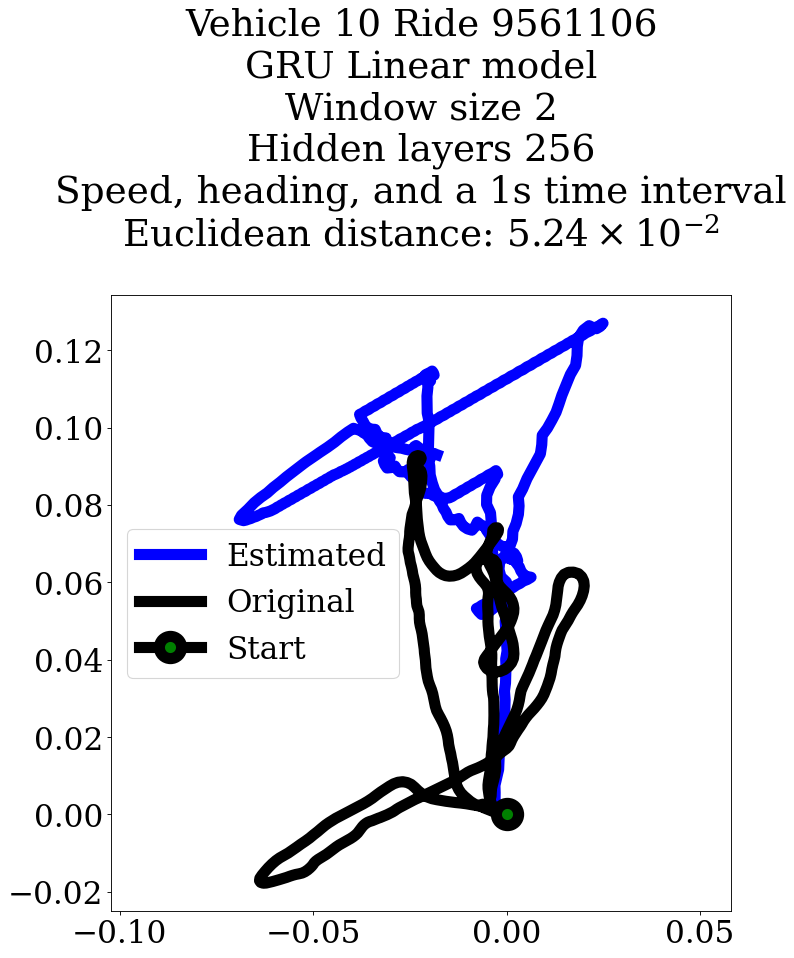 Vehicle 10 Ride 9561106
GRU Linear model
Window size 2
Hidden layers 256
Speed, heading, and a 1s time interval
Euclidean distance: 5.24 × 10⁻²
0.12
0.10
0.08
0.06
0.04
0.02
0.00
−0.02
Estimated
Original
Start
−0.10 −0.05 0.00 0.05